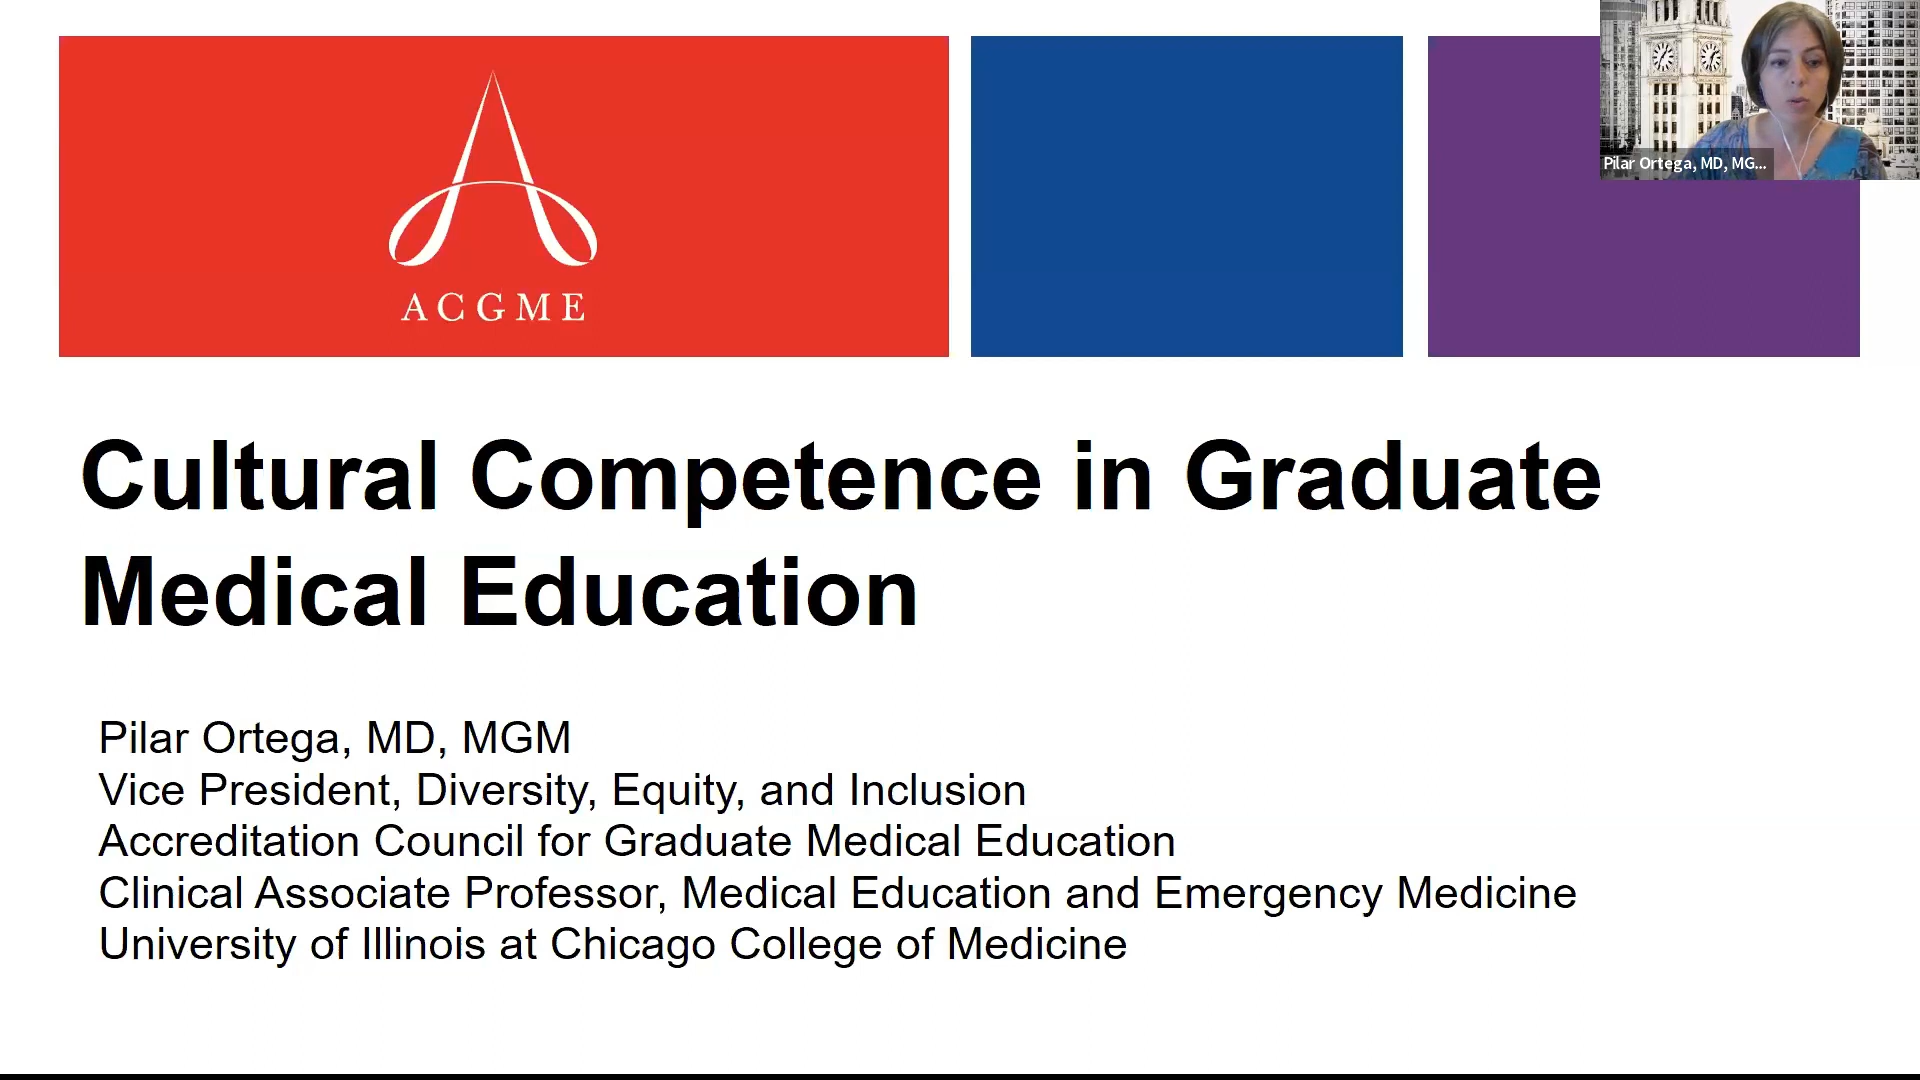 ACGME
Pilar Ortega, MD, MG...
Cultural Competence in Graduate
Medical Education
Pilar Ortega, MD, MGM
Vice President, Diversity, Equity, and Inclusion
Accreditation Council for Graduate Medical Education
Clinical Associate Professor, Medical Education and Emergency Medicine
University of Illinois at Chicago College of Medicine